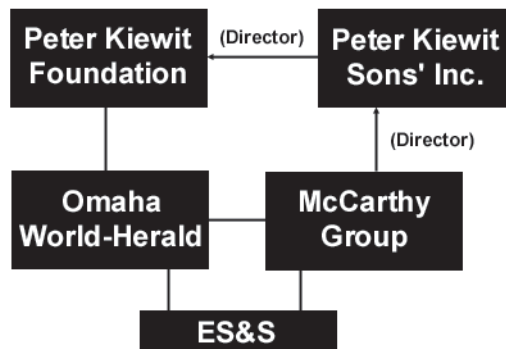 Peter Kiewit
Foundation
(Director)
Peter Kiewit
Sons' Inc.
(Director)
Omaha
World-Herald
McCarthy
Group
ES&S